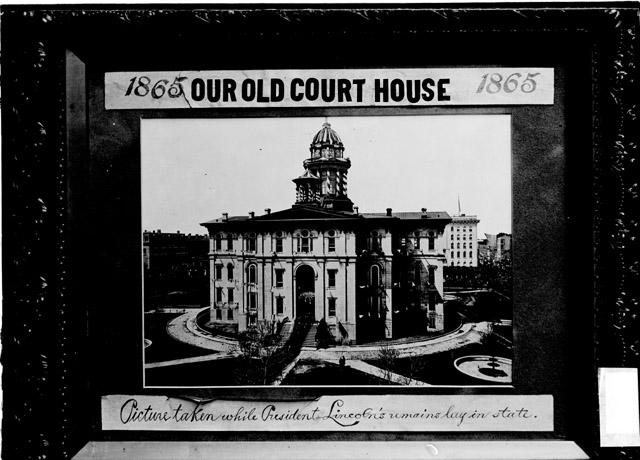 1865 OUR OLD COURT HOUSE 1865
Picture taken while President Lincoln's remains lay in state.